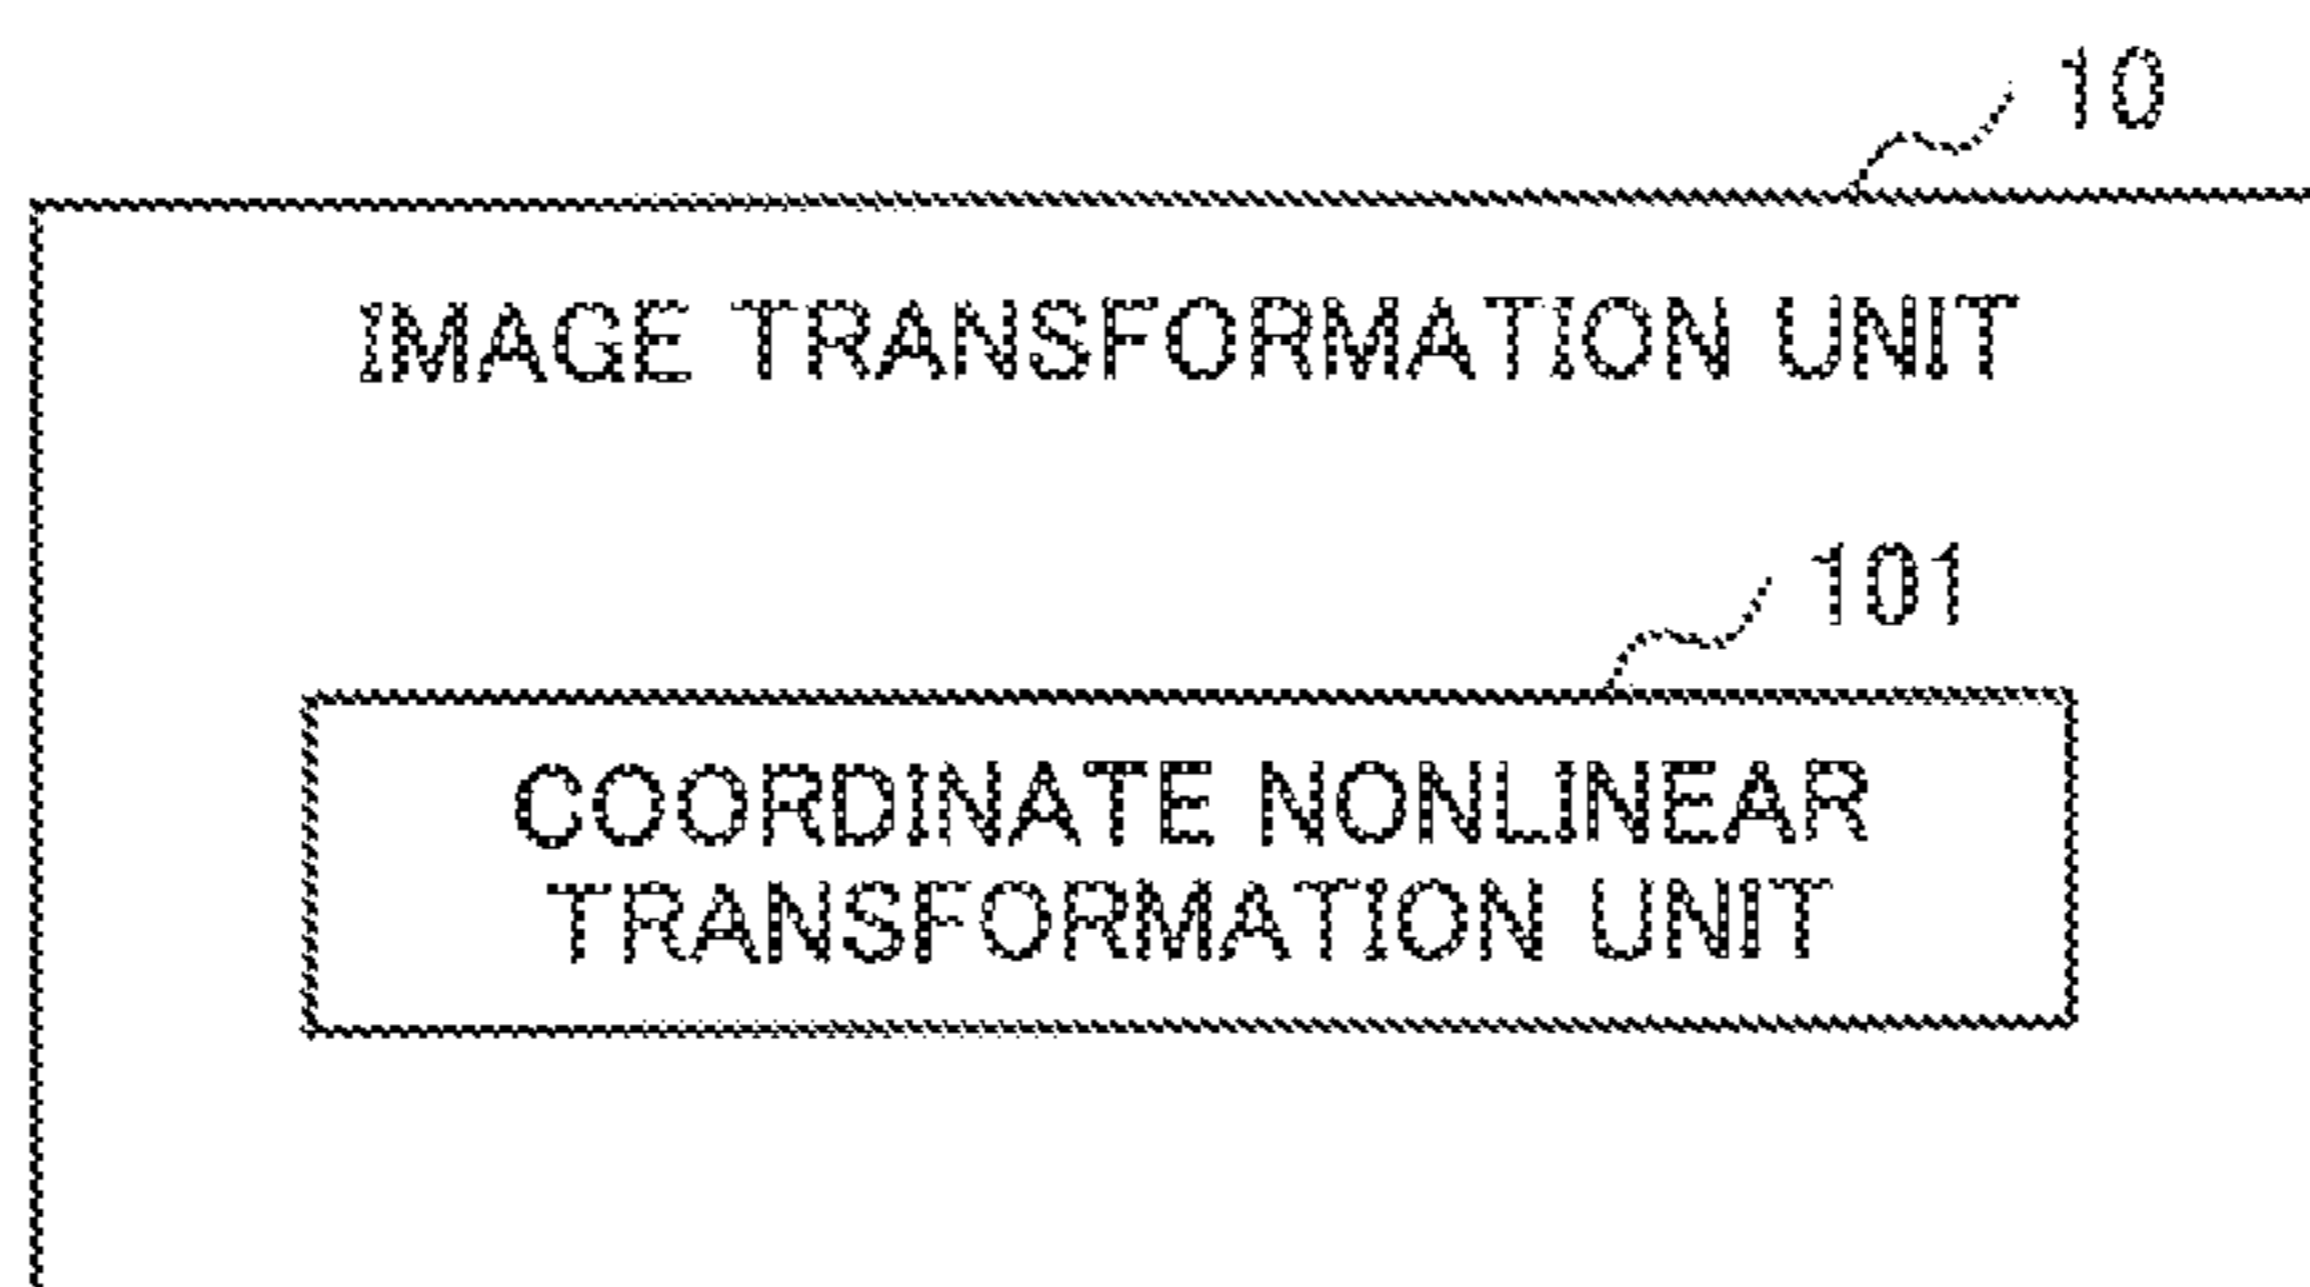 10
IMAGE TRANSFORMATION UNIT
101
COORDINATE NONLINEAR
TRANSFORMATION UNIT